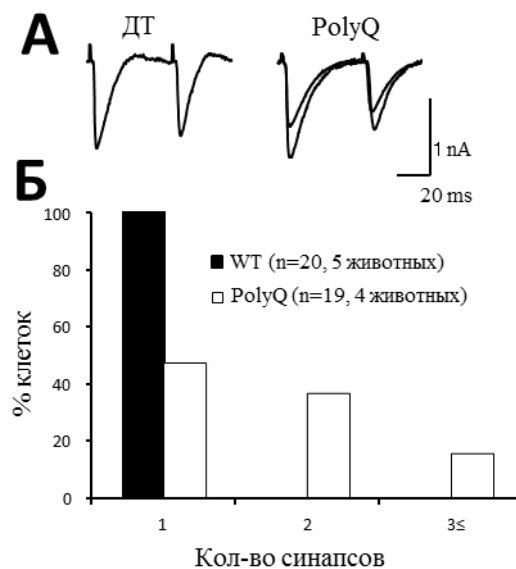 А
ДТ
PolyQ
1 nA
20 ms
Б
100
80
60
40
20
0
% клеток
WT (n=20, 5 животных)
PolyQ (n=19, 4 животных)
1
2
3≤
Кол-во синапсов